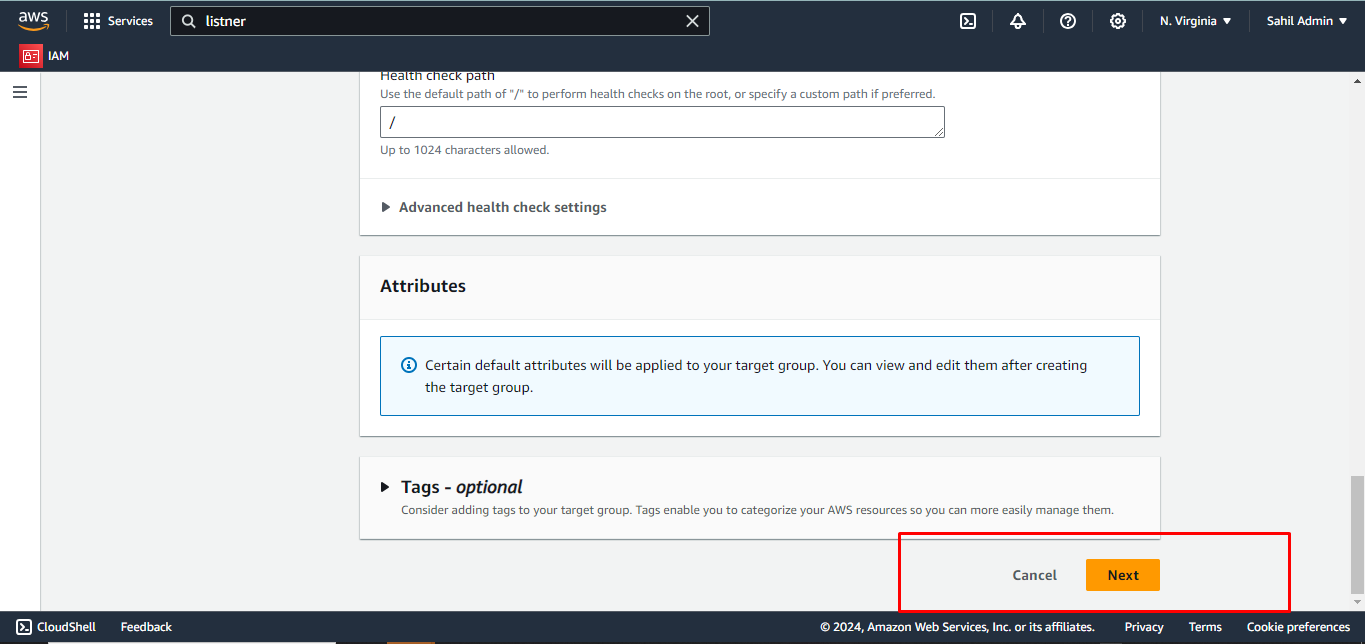 aws
Services
listner
N. Virginia
Sahil Admin
IAM
Health check path
Use the default path of "/" to perform health checks on the root, or specify a custom path if preferred.
/
Up to 1024 characters allowed.
Advanced health check settings
Attributes
Certain default attributes will be applied to your target group. You can view and edit them after creating
the target group.
Tags - optional
Consider adding tags to your target group. Tags enable you to categorize your AWS resources so you can more easily manage them.
Cancel
Next
CloudShell
Feedback
© 2024, Amazon Web Services, Inc. or its affiliates.
Privacy
Terms
Cookie preferences